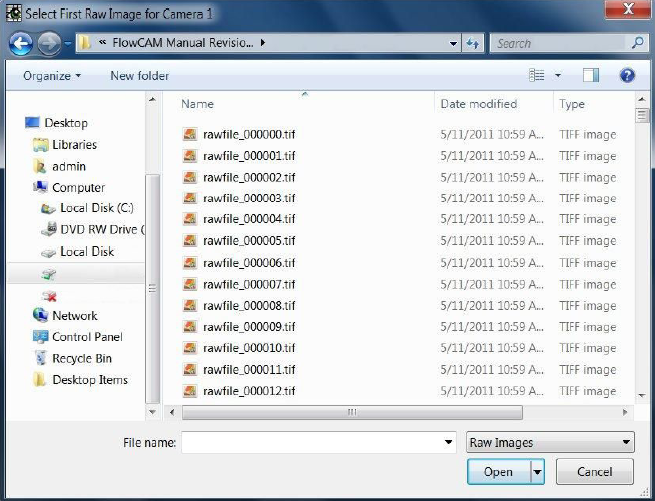 Select First Raw Image for Camera 1
« FlowCAM Manual Revisio...
Search
Organize
New folder
Name
Date modified
Type
Desktop
Libraries
admin
Computer
Local Disk (C:)
DVD RW Drive (
Local Disk
Network
Control Panel
Recycle Bin
Desktop Items
rawfile_000000.tif 5/11/2011 10:59 A... TIFF image
rawfile_000001.tif 5/11/2011 10:59 A... TIFF image
rawfile_000002.tif 5/11/2011 10:59 A... TIFF image
rawfile_000003.tif 5/11/2011 10:59 A... TIFF image
rawfile_000004.tif 5/11/2011 10:59 A... TIFF image
rawfile_000005.tif 5/11/2011 10:59 A... TIFF image
rawfile_000006.tif 5/11/2011 10:59 A... TIFF image
rawfile_000007.tif 5/11/2011 10:59 A... TIFF image
rawfile_000008.tif 5/11/2011 10:59 A... TIFF image
rawfile_000009.tif 5/11/2011 10:59 A... TIFF image
rawfile_000010.tif 5/11/2011 10:59 A... TIFF image
rawfile_000011.tif 5/11/2011 10:59 A... TIFF image
rawfile_000012.tif 5/11/2011 10:59 A... TIFF image
File name:
Raw Images
Open
Cancel